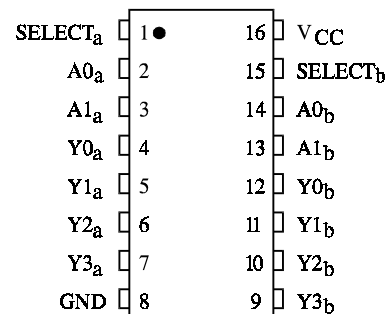 SELECTa 1 16 VCC
A0a 2 15 SELECTb
A1a 3 14 A0b
Y0a 4 13 A1b
Y1a 5 12 Y0b
Y2a 6 11 Y1b
Y3a 7 10 Y2b
GND 8 9 Y3b